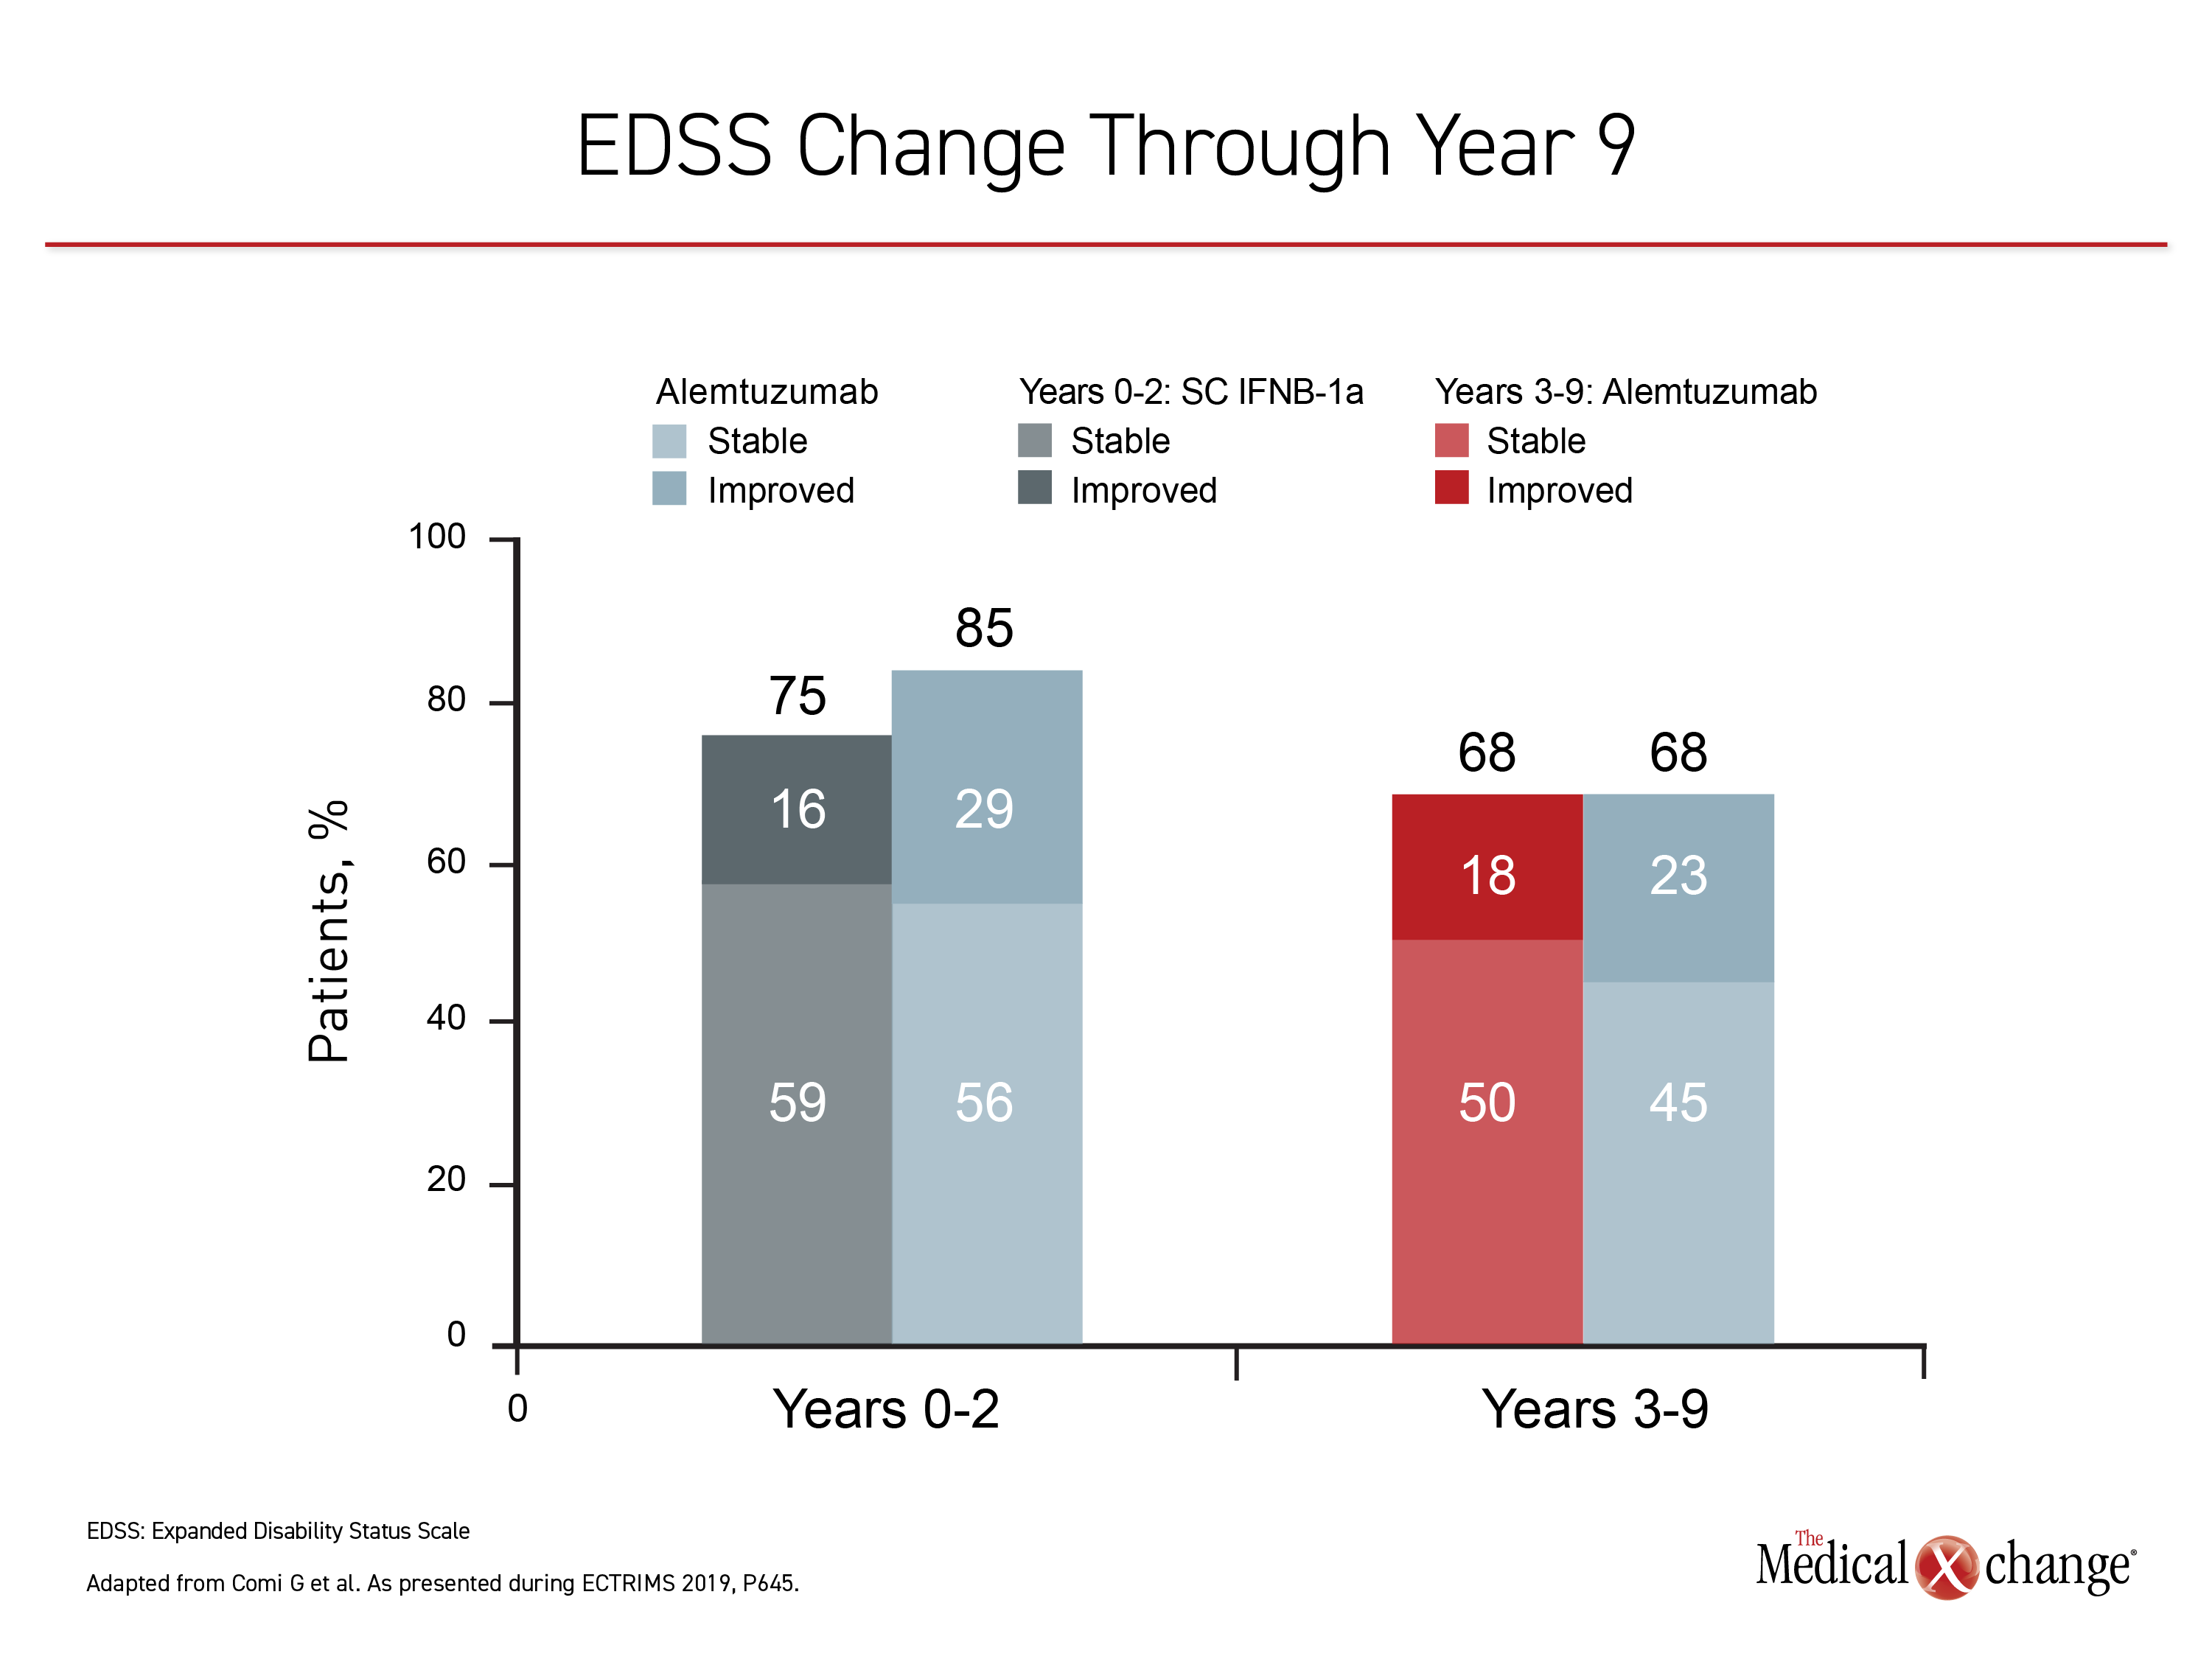 EDSS Change Through Year 9
Alemtuzumab
Stable
Improved
Years 0-2: SC IFNB-1a
Stable
Improved
Years 3-9: Alemtuzumab
Stable
Improved
Patients, %
100
80
60
40
20
0
75
16
59
85
29
56
68
18
50
68
23
45
0
Years 0-2
Years 3-9
EDSS: Expanded Disability Status Scale
Adapted from Comi G et al. As presented during ECTRIMS 2019, P645.
The
Medical Xchange®